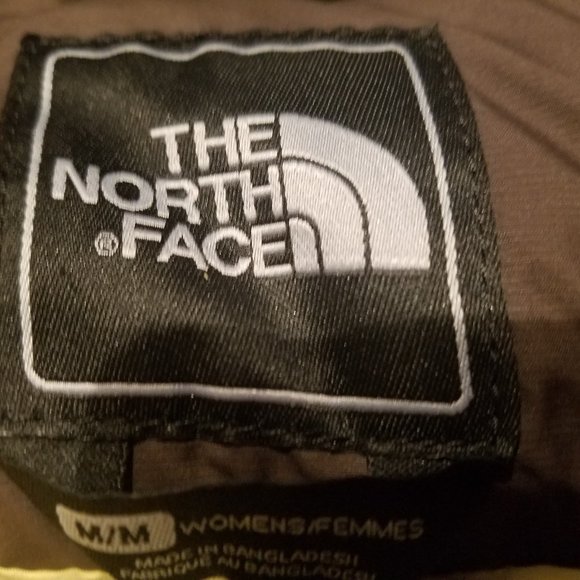 THE
NORTH
® FACE
M/M WOMENS/FEMMES
MADE IN BANGLADESH
FABRIQUÉ AU BANGLADESH